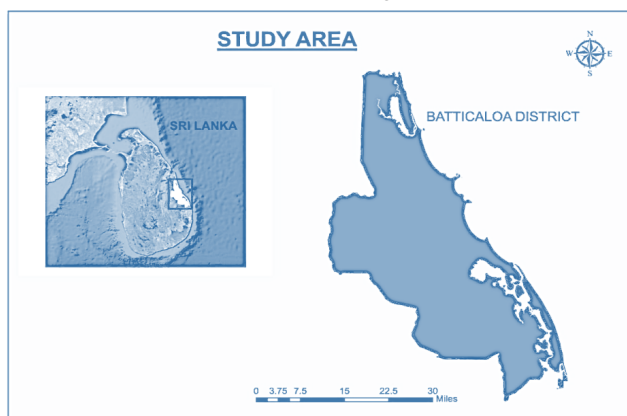 STUDY AREA
N
W E
S
SRI LANKA
BATTICALOA DISTRICT
0 3.75 7.5 15 22.5 30
Miles